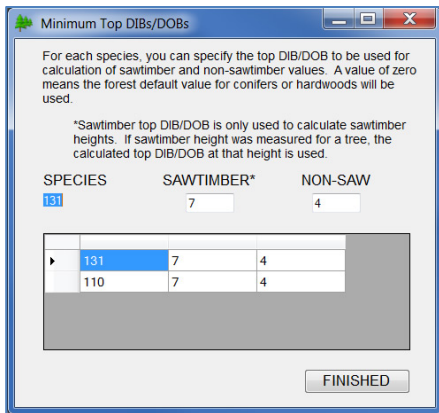 Minimum Top DIBs/DOBs
For each species, you can specify the top DIB/DOB to be used for
calculation of sawtimber and non-sawtimber values. A value of zero
means the forest default value for conifers or hardwoods will be
used.
*Sawtimber top DIB/DOB is only used to calculate sawtimber
heights. If sawtimber height was measured for a tree, the
calculated top DIB/DOB at that height is used.
SPECIES SAWTIMBER* NON-SAW
131 7 4
131 7 4
110 7 4
FINISHED